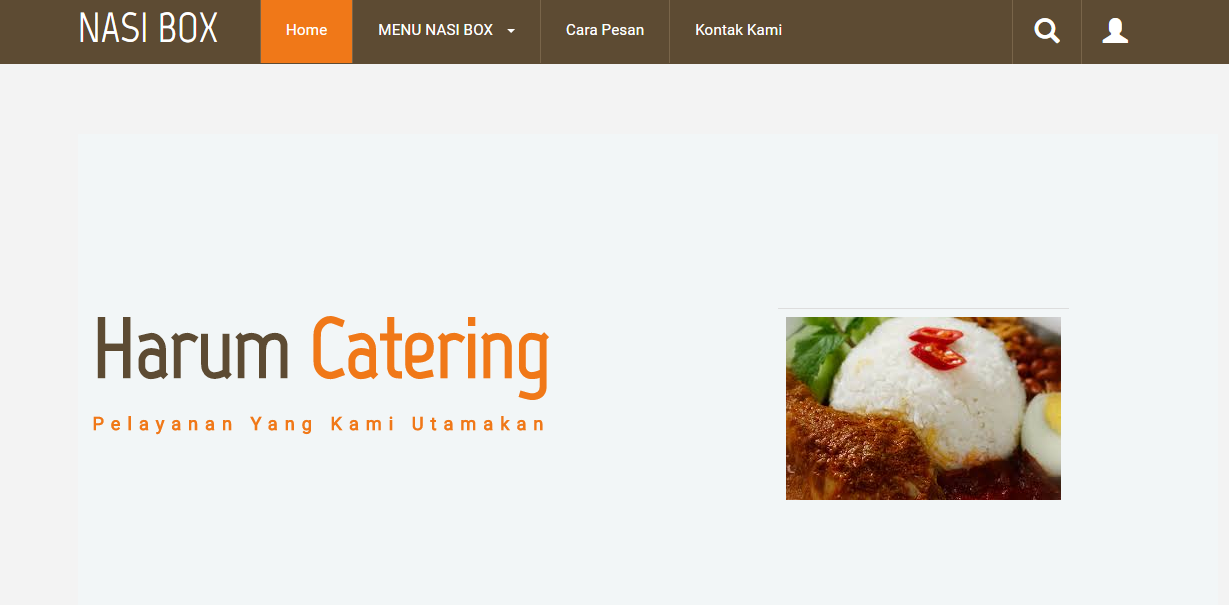 NASI BOX
Home
MENU NASI BOX
Cara Pesan
Kontak Kami
Harum Catering
Pelayanan Yang Kami Utamakan